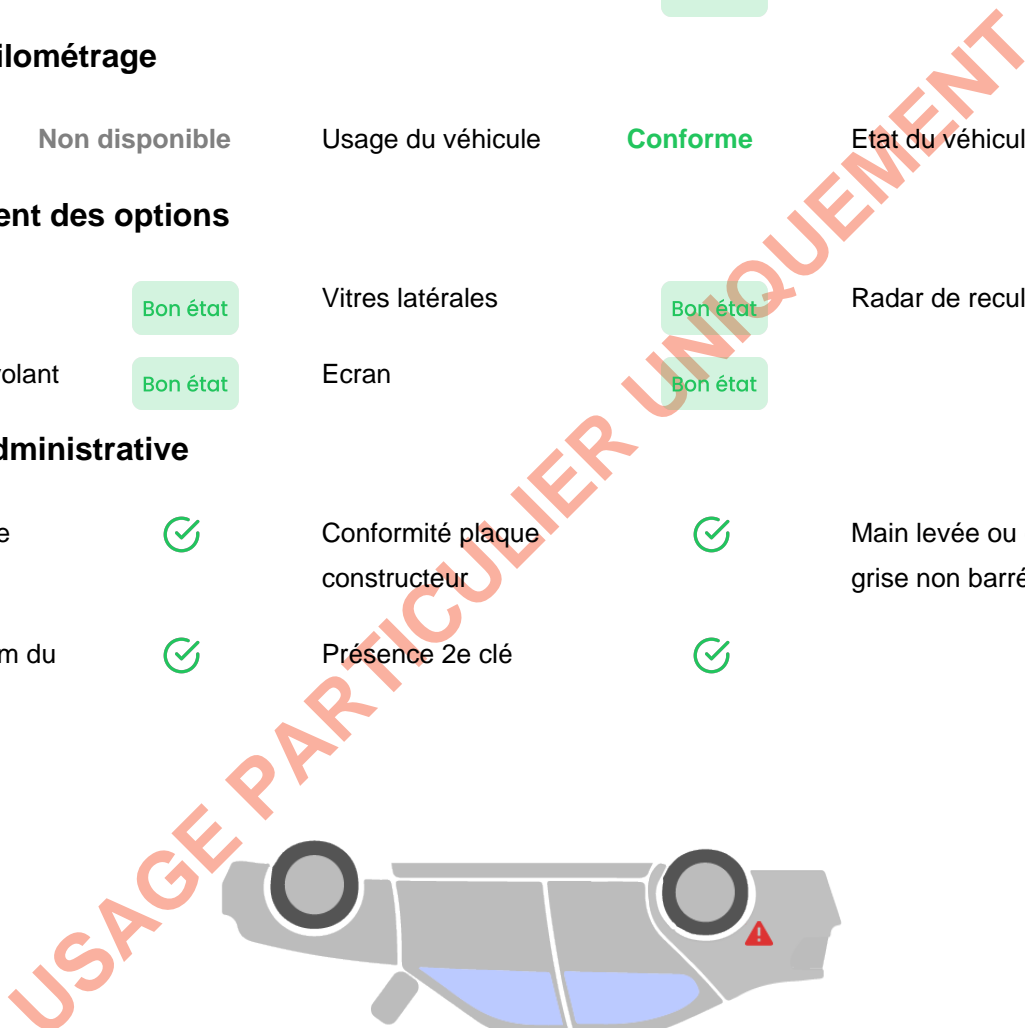 ilométrage
Non disponible Usage du véhicule Conforme Etat du véhicul
ent des options
Bon état Vitres latérales Bon état Radar de recul
olant Bon état Ecran Bon état
dministrative
e Conformité plaque Main levée ou
constructeur grise non barré
m du Présence 2e clé
USAGE PARTICULIER UNIQUEMENT